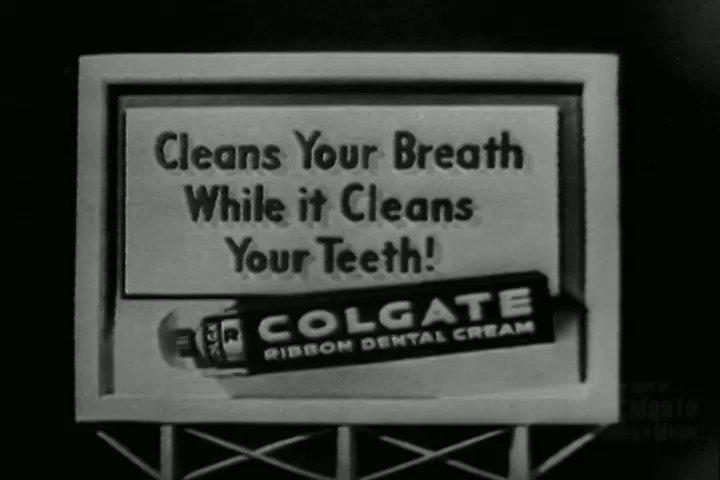 Cleans Your Breath
While it Cleans
Your Teeth!
COLGATE
RIBBON DENTAL CREAM